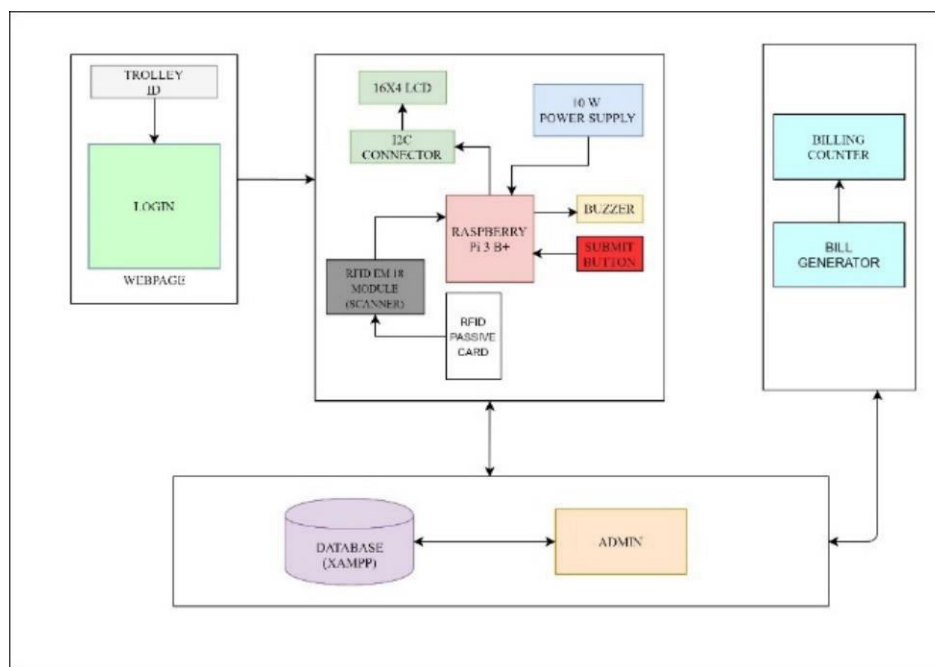 TROLLEY
ID
LOGIN
WEBPAGE
16X4 LCD
I2C
CONNECTOR
10 W
POWER SUPPLY
RASPBERRY
Pi 3 B+
BUZZER
SUBMIT
BUTTON
RFID EM 18
MODULE
(SCANNER)
RFID
PASSIVE
CARD
BILLING
COUNTER
BILL
GENERATOR
DATABASE
(XAMPP)
ADMIN